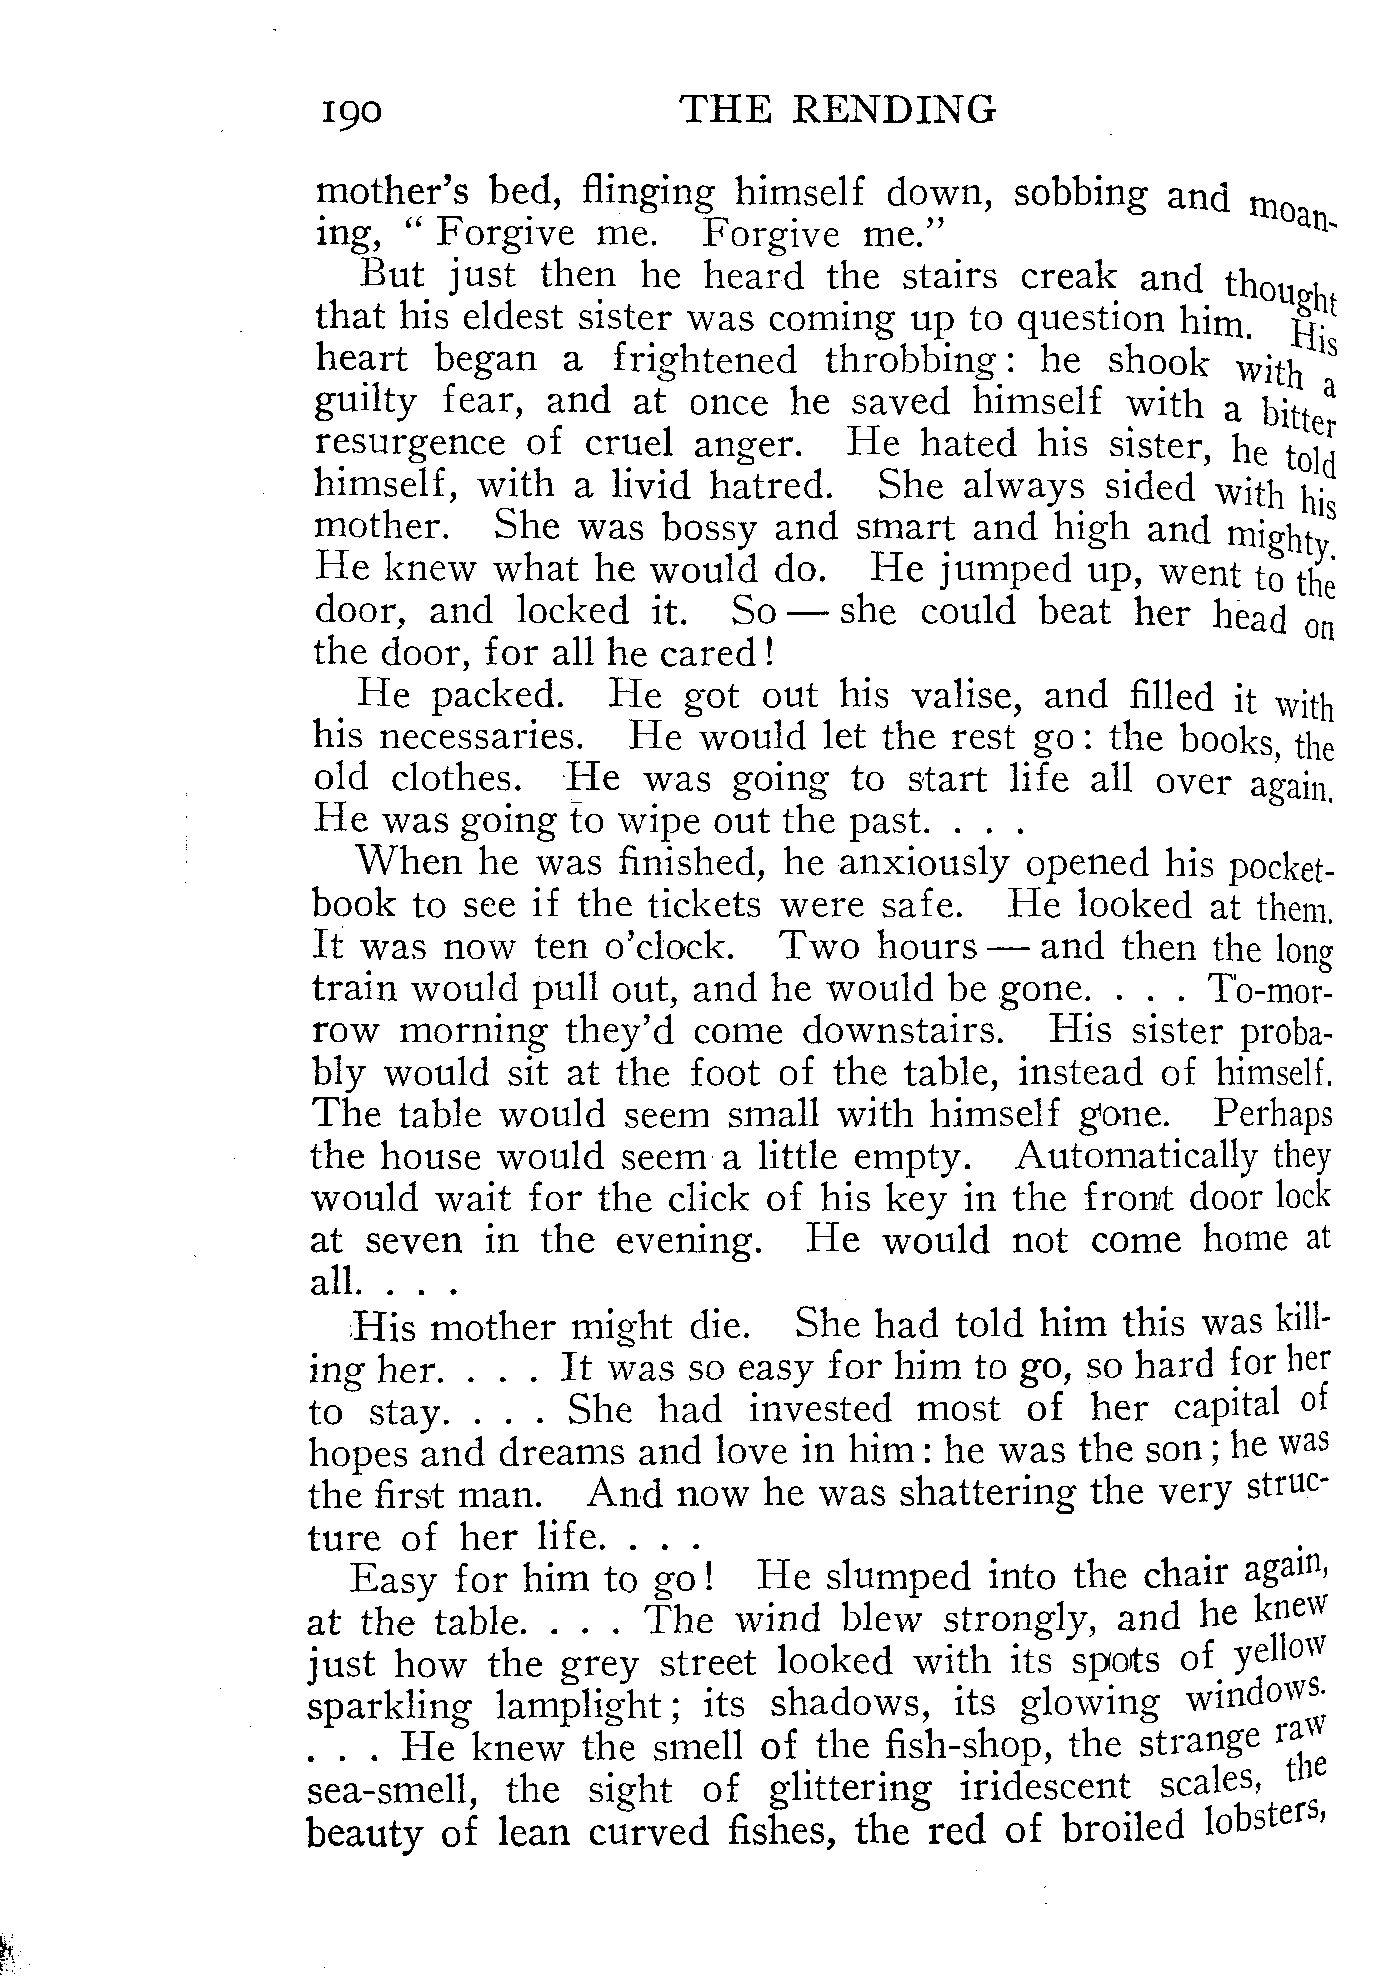 190 THE RENDING
mother's bed, flinging himself down, sobbing and moan-
ing, " Forgive me. Forgive me."
But just then he heard the stairs creak and thought
that his eldest sister was coming up to question him. His
heart began a frightened throbbing : he shook with a
guilty fear, and at once he saved himself with a bitter
resurgence of cruel anger. He hated his sister, he told
himself, with a livid hatred. She always sided with his
mother. She was bossy and smart and high and mighty.
He knew what he would do. He jumped up, went to the
door, and locked it. So — she could beat her head on
the door, for all he cared !
He packed. He got out his valise, and filled it with
his necessaries. He would let the rest go : the books, the
old clothes. He was going to start life all over again.
He was going to wipe out the past. . . .
When he was finished, he anxiously opened his pocket-
book to see if the tickets were safe. He looked at them.
It was now ten o'clock. Two hours — and then the long
train would pull out, and he would be gone. . . . To-mor-
row morning they'd come downstairs. His sister proba-
bly would sit at the foot of the table, instead of himself.
The table would seem small with himself gone. Perhaps
the house would seem a little empty. Automatically they
would wait for the click of his key in the front door lock
at seven in the evening. He would not come home at
all. . . .
His mother might die. She had told him this was kill-
ing her. . . . It was so easy for him to go, so hard for her
to stay. . . . She had invested most of her capital of
hopes and dreams and love in him : he was the son ; he was
the first man. And now he was shattering the very struc-
ture of her life. . . .
Easy for him to go ! He slumped into the chair again,
at the table. . . . The wind blew strongly, and he knew
just how the grey street looked with its spots of yellow
sparkling lamplight ; its shadows, its glowing windows.
. . . He knew the smell of the fish-shop, the strange raw
sea-smell, the sight of glittering iridescent scales, the
beauty of lean curved fishes, the red of broiled lobsters,